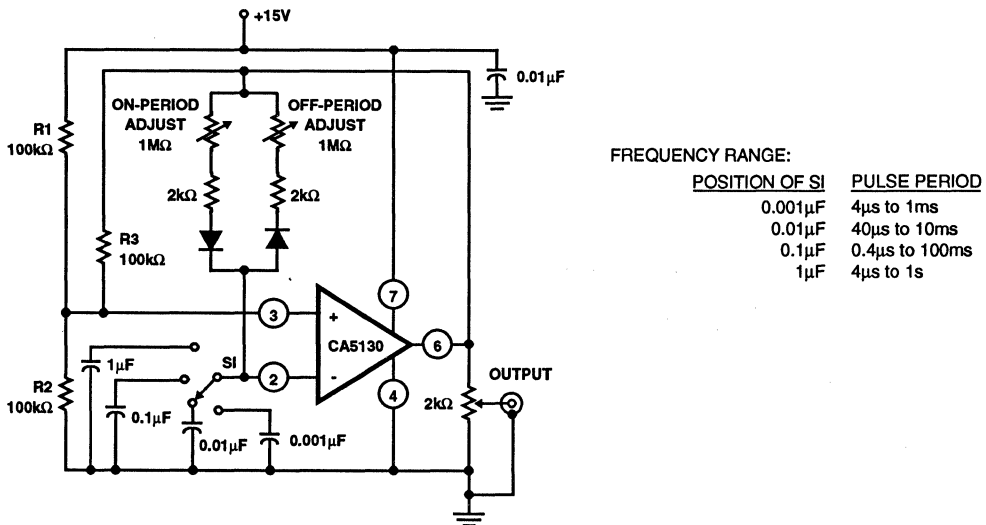 +15V
0.01µF
ON-PERIOD
ADJUST
1MΩ
OFF-PERIOD
ADJUST
1MΩ
R1
100kΩ
2kΩ
2kΩ
R3
100kΩ
7
3
+
CA5130
6
-
2
4
SI
1µF
R2
100kΩ
0.1µF
0.01µF
0.001µF
2kΩ
OUTPUT
FREQUENCY RANGE:
POSITION OF SI PULSE PERIOD
0.001µF 4µs to 1ms
0.01µF 40µs to 10ms
0.1µF 0.4µs to 100ms
1µF 4µs to 1s